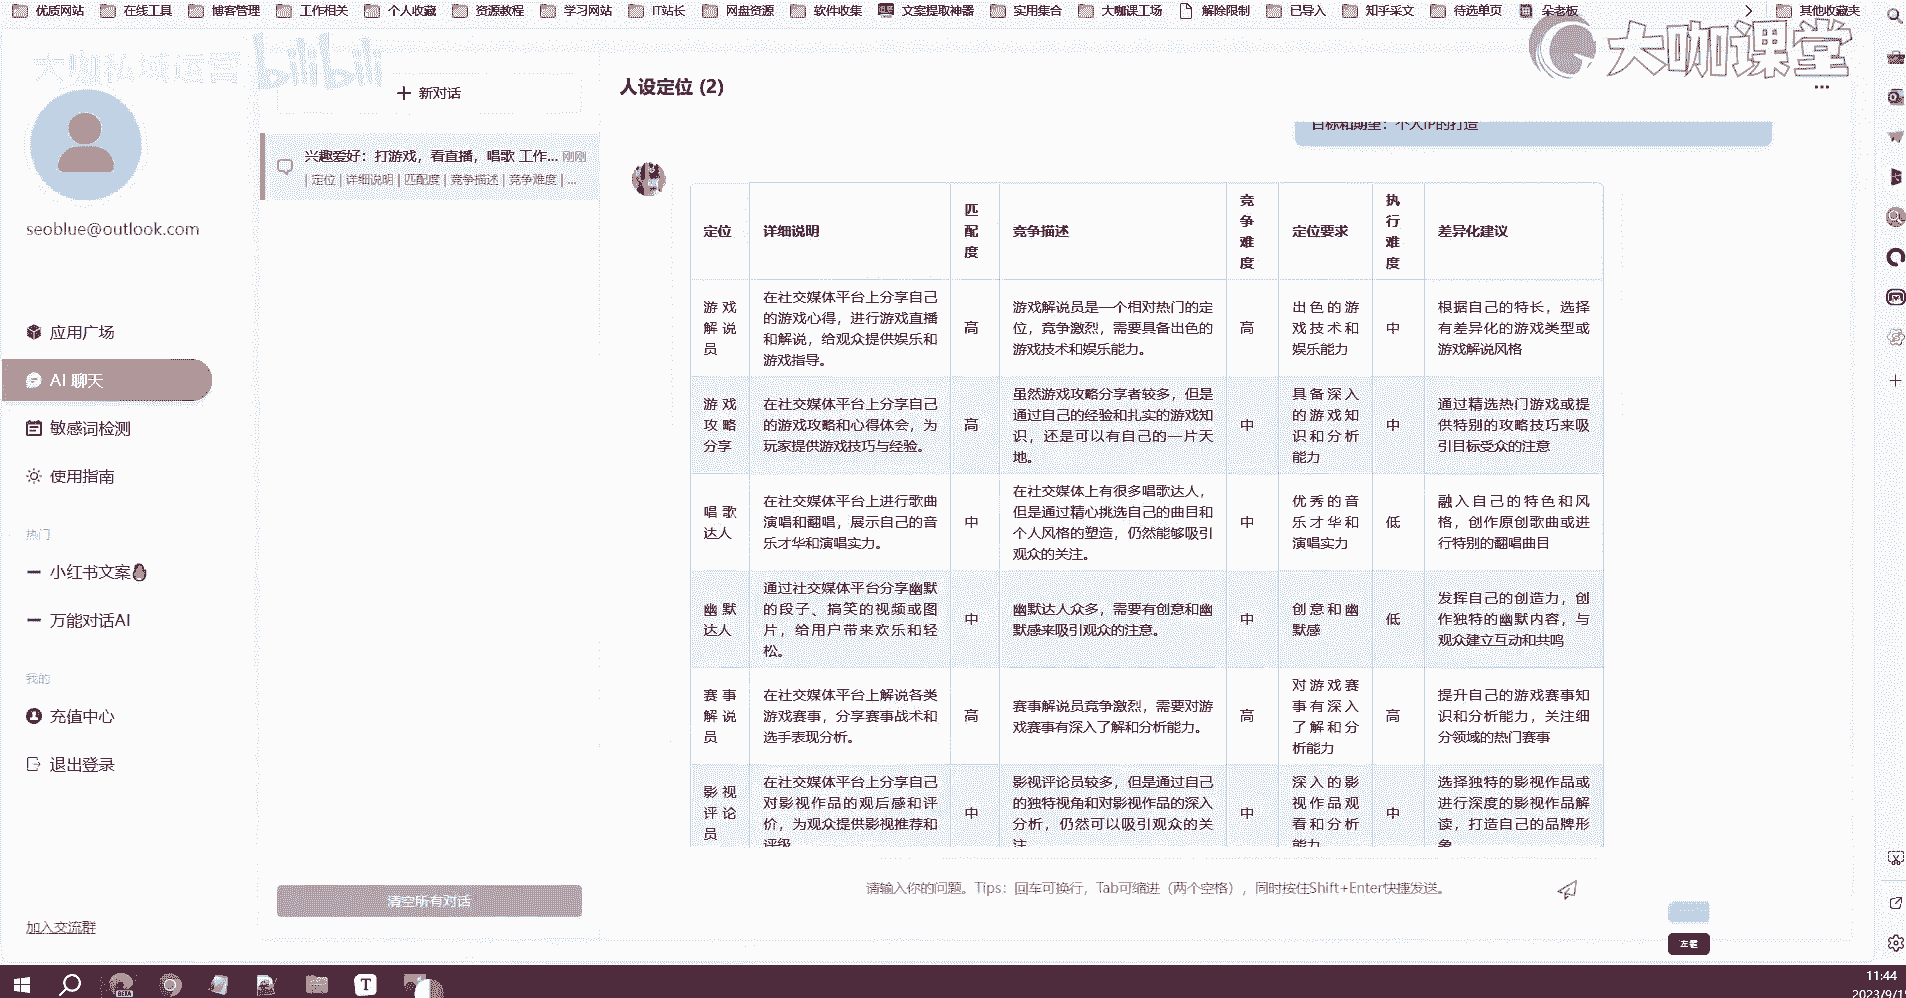 优质网站 在线工具 博客管理 工作相关 个人收藏 资源教程 学习网站 IT站长 网盘资源 软件收集 文案提取神器 实用集合 大咖课工场 解除限制 已导入 知乎采文 待选单页 朵老板 其他收藏夹
大咖私域运营 bilibili
大咖课堂
seoblue@outlook.com
应用广场
AI 聊天
敏感词检测
使用指南
热门
小红书文案
万能对话AI
我的
充值中心
退出登录
加入交流群
+ 新对话
兴趣爱好：打游戏，看直播，唱歌 工作... 刚刚
| 定位 | 详细说明 | 匹配度 | 竞争描述 | 竞争难度 | ...
清空所有对话
人设定位 (2)
目标和期望：个人IP的打造
定位 详细说明 匹配度 竞争描述 竞争难度 定位要求 执行难度 差异化建议
游戏解说员 在社交媒体平台上分享自己的游戏心得，进行游戏直播和解说，给观众提供娱乐和游戏指导。 高 游戏解说员是一个相对热门的定位，竞争激烈，需要具备出色的游戏技术和娱乐能力。 高 出色的游戏技术和娱乐能力 中 根据自己的特长，选择有差异化的游戏类型或游戏解说风格
游戏攻略分享 在社交媒体平台上分享自己的游戏攻略和心得体会，为玩家提供游戏技巧与经验。 高 虽然游戏攻略分享者较多，但是通过自己的经验和扎实的游戏知识，还是可以有自己的一片天地。 中 具备深入的游戏知识和分析能力 中 通过精选热门游戏或提供特别的攻略技巧来吸引目标受众的注意
唱歌达人 在社交媒体平台上进行歌曲演唱和翻唱，展示自己的音乐才华和演唱实力。 中 在社交媒体上有很多唱歌达人，但是通过精心挑选自己的曲目和个人风格的塑造，仍然能够吸引观众的关注。 中 优秀的音乐才华和演唱实力 低 融入自己的特色和风格，创作原创歌曲或进行特别的翻唱曲目
幽默达人 通过社交媒体平台分享幽默的段子、搞笑的视频或图片，给用户带来欢乐和轻松。 中 幽默达人众多，需要有创意和幽默感来吸引观众的注意。 中 创意和幽默感 低 发挥自己的创造力，创作独特的幽默内容，与观众建立互动和共鸣
赛事解说员 在社交媒体平台上解说各类游戏赛事，分享赛事战术和选手表现分析。 高 赛事解说员竞争激烈，需要对游戏赛事有深入了解和分析能力。 高 对游戏赛事有深入了解和分析能力 高 提升自己的游戏赛事知识和分析能力，关注细分领域的热门赛事
影视评论员 在社交媒体平台上分享自己对影视作品的观后感和评价，为观众提供影视推荐和评级 中 影视评论员较多，但是通过自己的独特视角和对影视作品的深入分析，仍然可以吸引观众的关注 中 深入的影视作品观看和分析能力 中 选择独特的影视作品或进行深度的影视作品解读，打造自己的品牌形象
请输入你的问题。Tips：回车可换行，Tab可缩进（两个空格），同时按住Shift+Enter快捷发送。
左键
T
BETA
11:44